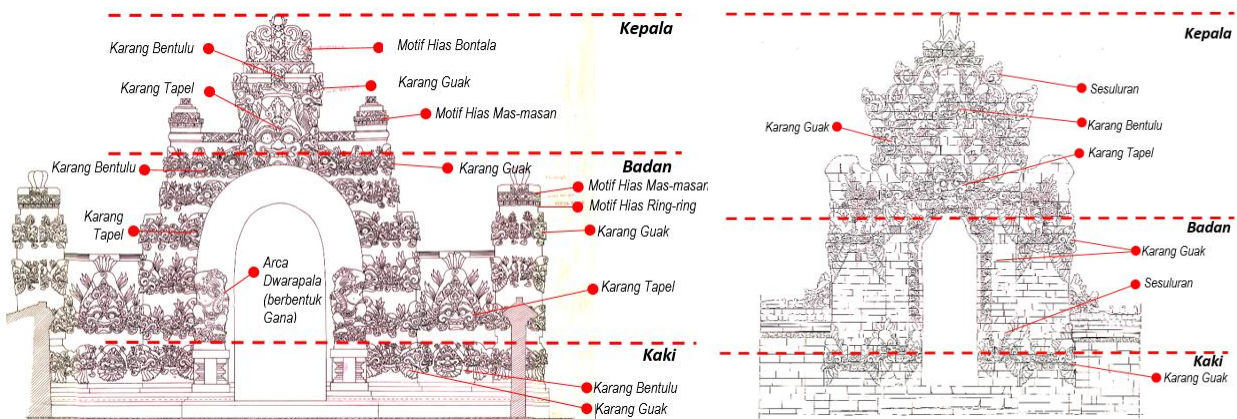 Kepala
Karang Bentulu
Motif Hias Bontala
Karang Tapel
Karang Guak
Motif Hias Mas-masan
Karang Bentulu
Karang Guak
Badan
Motif Hias Mas-masan
Motif Hias Ring-ring
Karang
Tapel
Karang Guak
Arca
Dwarapala
(berbentuk
Gana)
Karang Tapel
Kaki
Karang Bentulu
Karang Guak
Kepala
Sesuluran
Karang Guak
Karang Bentulu
Karang Tapel
Badan
Karang Guak
Sesuluran
Kaki
Karang Guak